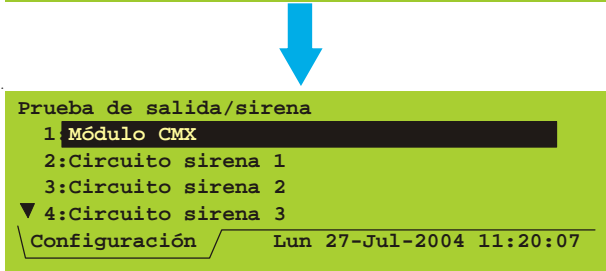 Prueba de salida/sirena
1:Módulo CMX
2:Circuito sirena 1
3:Circuito sirena 2
4:Circuito sirena 3
Configuración Lun 27-Jul-2004 11:20:07